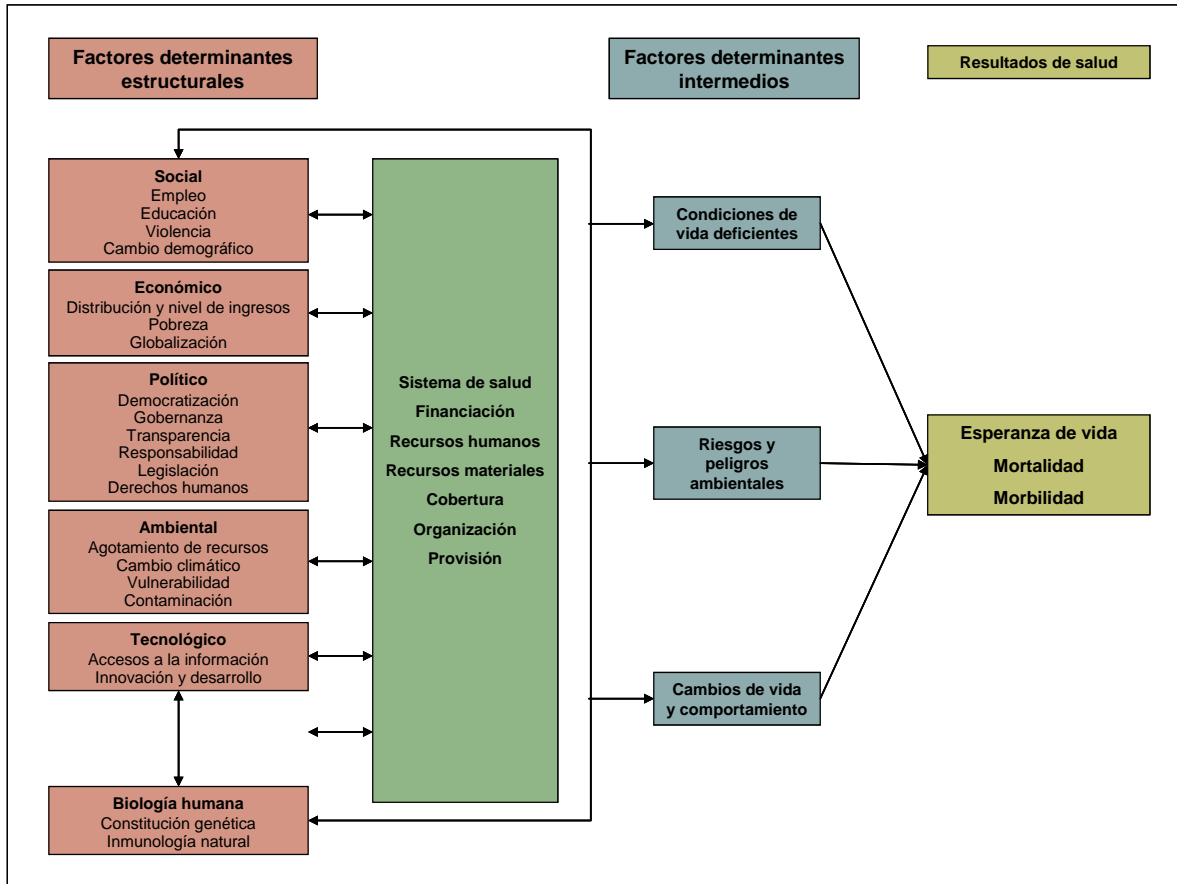 Factores determinantes
estructurales
Factores determinantes
intermedios
Resultados de salud
Social
Empleo
Educación
Violencia
Cambio demográfico
Económico
Distribución y nivel de ingresos
Pobreza
Globalización
Político
Democratización
Gobernanza
Transparencia
Responsabilidad
Legislación
Derechos humanos
Ambiental
Agotamiento de recursos
Cambio climático
Vulnerabilidad
Contaminación
Tecnológico
Accesos a la información
Innovación y desarrollo
Biología humana
Constitución genética
Inmunología natural
Sistema de salud
Financiación
Recursos humanos
Recursos materiales
Cobertura
Organización
Provisión
Condiciones de
vida deficientes
Riesgos y
peligros
ambientales
Cambios de vida
y comportamiento
Esperanza de vida
Mortalidad
Morbilidad